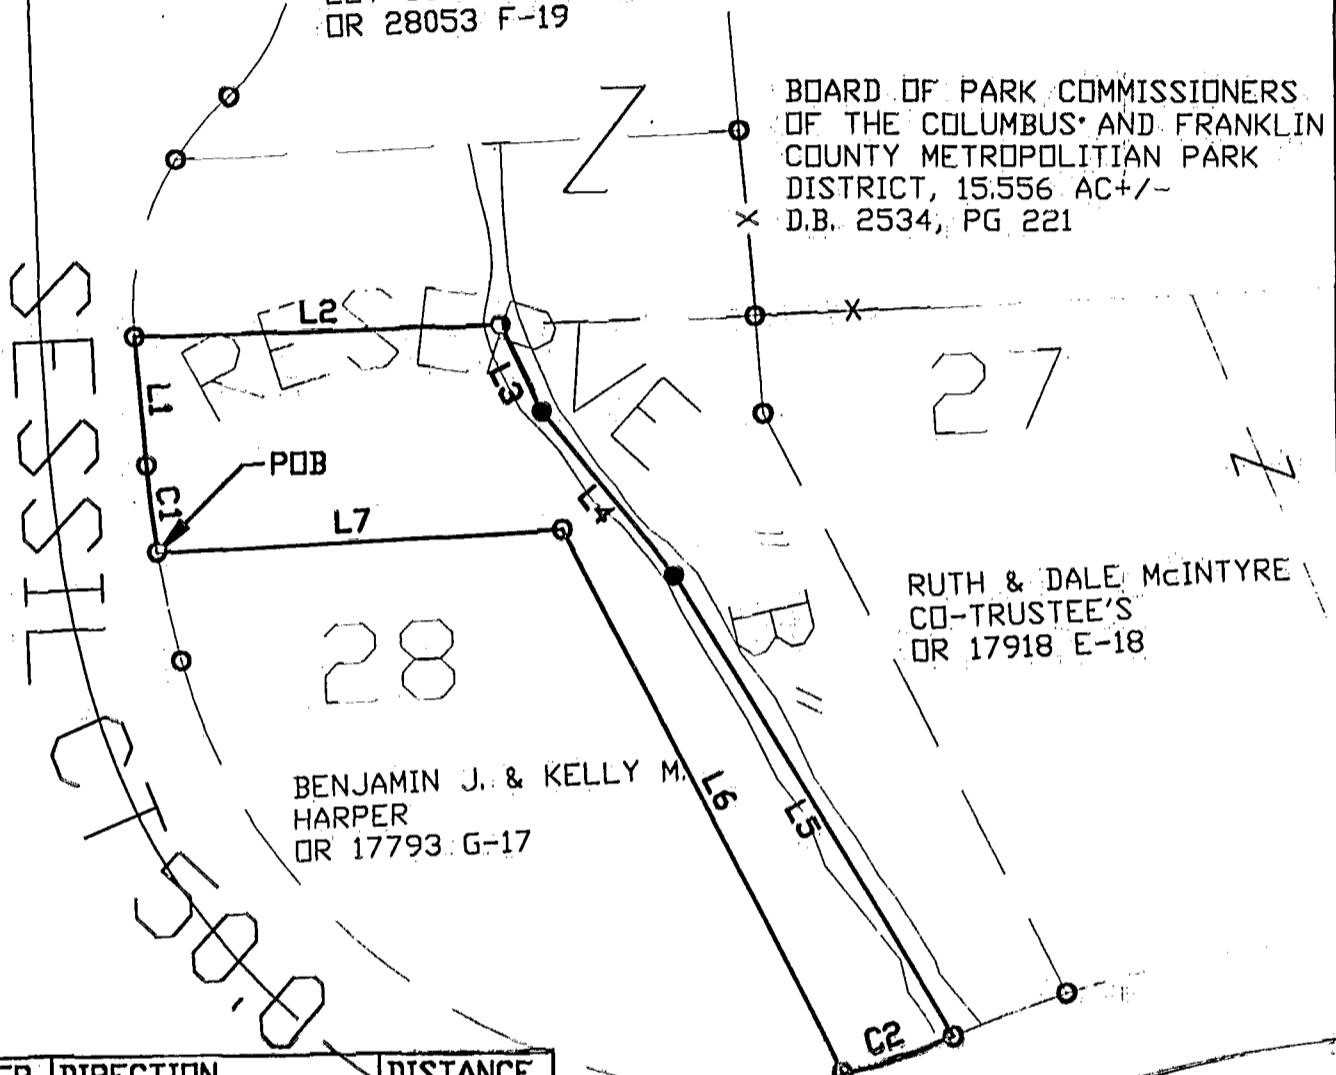 OR 28053 F-19
BOARD OF PARK COMMISSIONERS
OF THE COLUMBUS AND FRANKLIN
COUNTY METROPOLITIAN PARK
DISTRICT, 15.556 AC+/-
D.B. 2534, PG 221
Z
X
RESERVE
"B"
L2
X
L1
L3
27
Z
POB
C1
L4
L7
SESSIL CT 50' 
RUTH & DALE McINTYRE
CO-TRUSTEE'S
OR 17918 E-18
28
BENJAMIN J. & KELLY M.
HARPER
OR 17793 G-17
L6
L5
C2
DIRECTION
DISTANCE